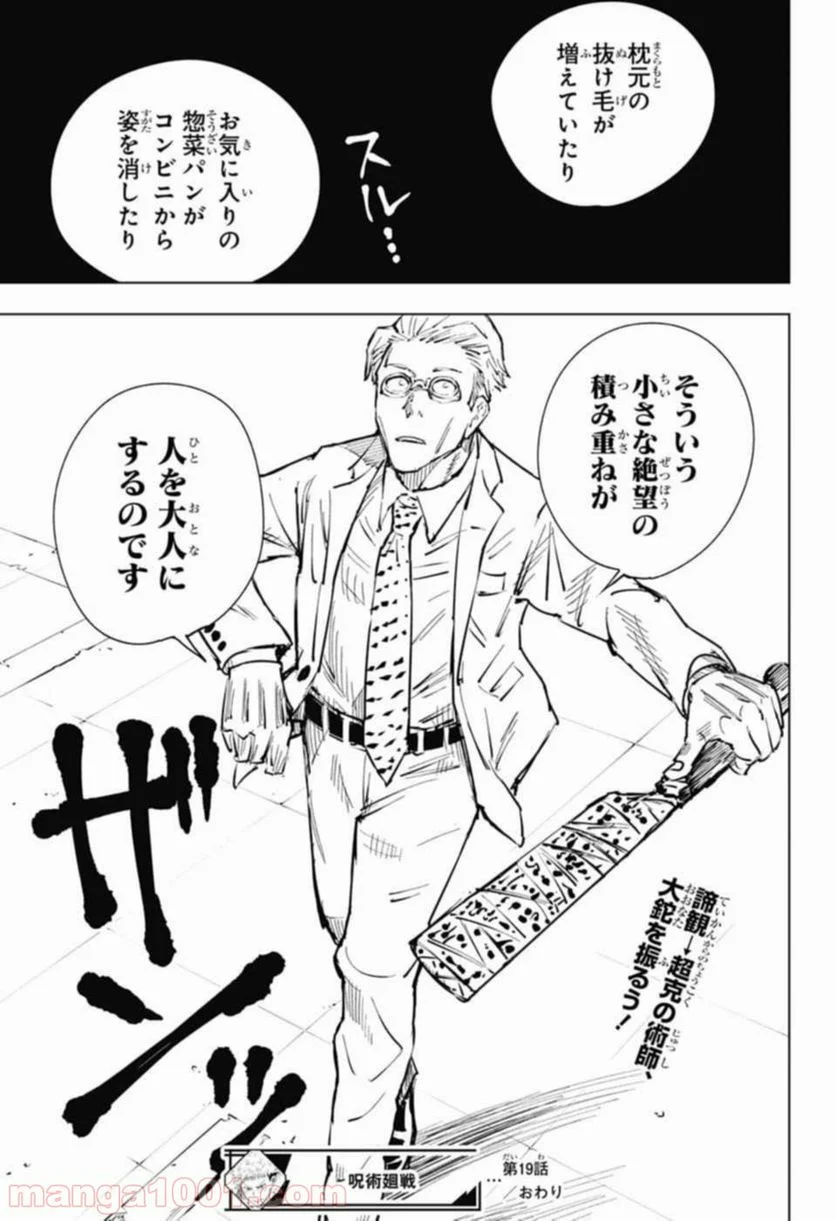 枕元の
抜け毛が
増えていたり
お気に入りの
惣菜パンが
コンビニから
姿を消したり
スル…
そういう
小さな絶望の
積み重ねが
人を大人に
するのです
ザンッ
諦観→超克の術師、
大鉈を振るう！
呪術廻戦
…
第19話
おわり
manga1001.com